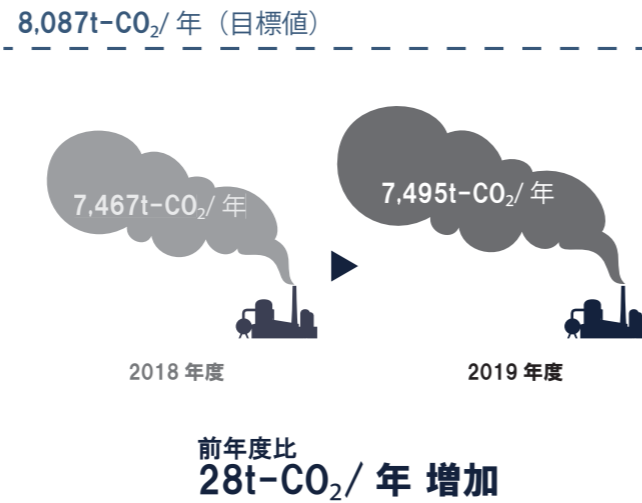 8,087t-CO₂/ 年（目標値）
7,467t-CO₂/ 年
7,495t-CO₂/ 年
2018 年度
2019 年度
前年度比
28t-CO₂/ 年 増加